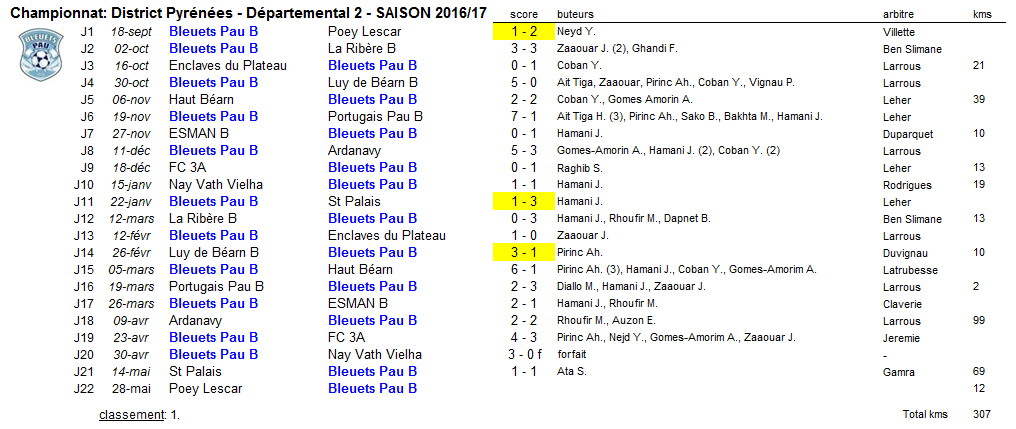 Championnat: District Pyrénées - Départemental 2 - SAISON 2016/17 score buteurs arbitre kms
BLEUETS PAU
J1 18-sept Bleuets Pau B Poey Lescar 1 - 2 Neyd Y. Villette
J2 02-oct Bleuets Pau B La Ribère B 3 - 3 Zaaouar J. (2), Ghandi F. Ben Slimane
J3 16-oct Enclaves du Plateau Bleuets Pau B 0 - 1 Coban Y. Larrous 21
J4 30-oct Bleuets Pau B Luy de Béarn B 5 - 0 Ait Tiga, Zaaouar, Pirinc Ah., Coban Y., Vignau P. Larrous
J5 06-nov Haut Béarn Bleuets Pau B 2 - 2 Coban Y., Gomes Amorin A. Leher 39
J6 19-nov Bleuets Pau B Portugais Pau B 7 - 1 Ait Tiga H. (3), Pirinc Ah., Sako B., Bakhta M., Hamani J. Leher
J7 27-nov ESMAN B Bleuets Pau B 0 - 1 Hamani J. Duparquet 10
J8 11-déc Bleuets Pau B Ardanavy 5 - 3 Gomes-Amorin A., Hamani J. (2), Coban Y. (2) Larrous
J9 18-déc FC 3A Bleuets Pau B 0 - 1 Raghib S. Leher 13
J10 15-janv Nay Vath Vielha Bleuets Pau B 1 - 1 Hamani J. Rodrigues 19
J11 22-janv Bleuets Pau B St Palais 1 - 3 Hamani J. Leher
J12 12-mars La Ribère B Bleuets Pau B 0 - 3 Hamani J., Rhoufir M., Dapnet B. Ben Slimane 13
J13 12-févr Bleuets Pau B Enclaves du Plateau 1 - 0 Zaaouar J. Larrous
J14 26-févr Luy de Béarn B Bleuets Pau B 3 - 1 Pirinc Ah. Duvignau 10
J15 05-mars Bleuets Pau B Haut Béarn 6 - 1 Pirinc Ah. (3), Hamani J., Coban Y., Gomes-Amorim A. Latrubesse
J16 19-mars Portugais Pau B Bleuets Pau B 2 - 3 Diallo M., Hamani J., Zaaouar J. Larrous 2
J17 26-mars Bleuets Pau B ESMAN B 2 - 1 Hamani J., Rhoufir M. Claverie
J18 09-avr Ardanavy Bleuets Pau B 2 - 2 Rhoufir M., Auzon E. Larrous 99
J19 23-avr Bleuets Pau B FC 3A 4 - 3 Pirinc Ah., Nejd Y., Gomes-Amorim A., Zaaouar J. Jeremie
J20 30-avr Bleuets Pau B Nay Vath Vielha 3 - 0 f forfait -
J21 14-mai St Palais Bleuets Pau B 1 - 1 Ata S. Gamra 69
J22 28-mai Poey Lescar Bleuets Pau B 12
classement: 1. Total kms 307